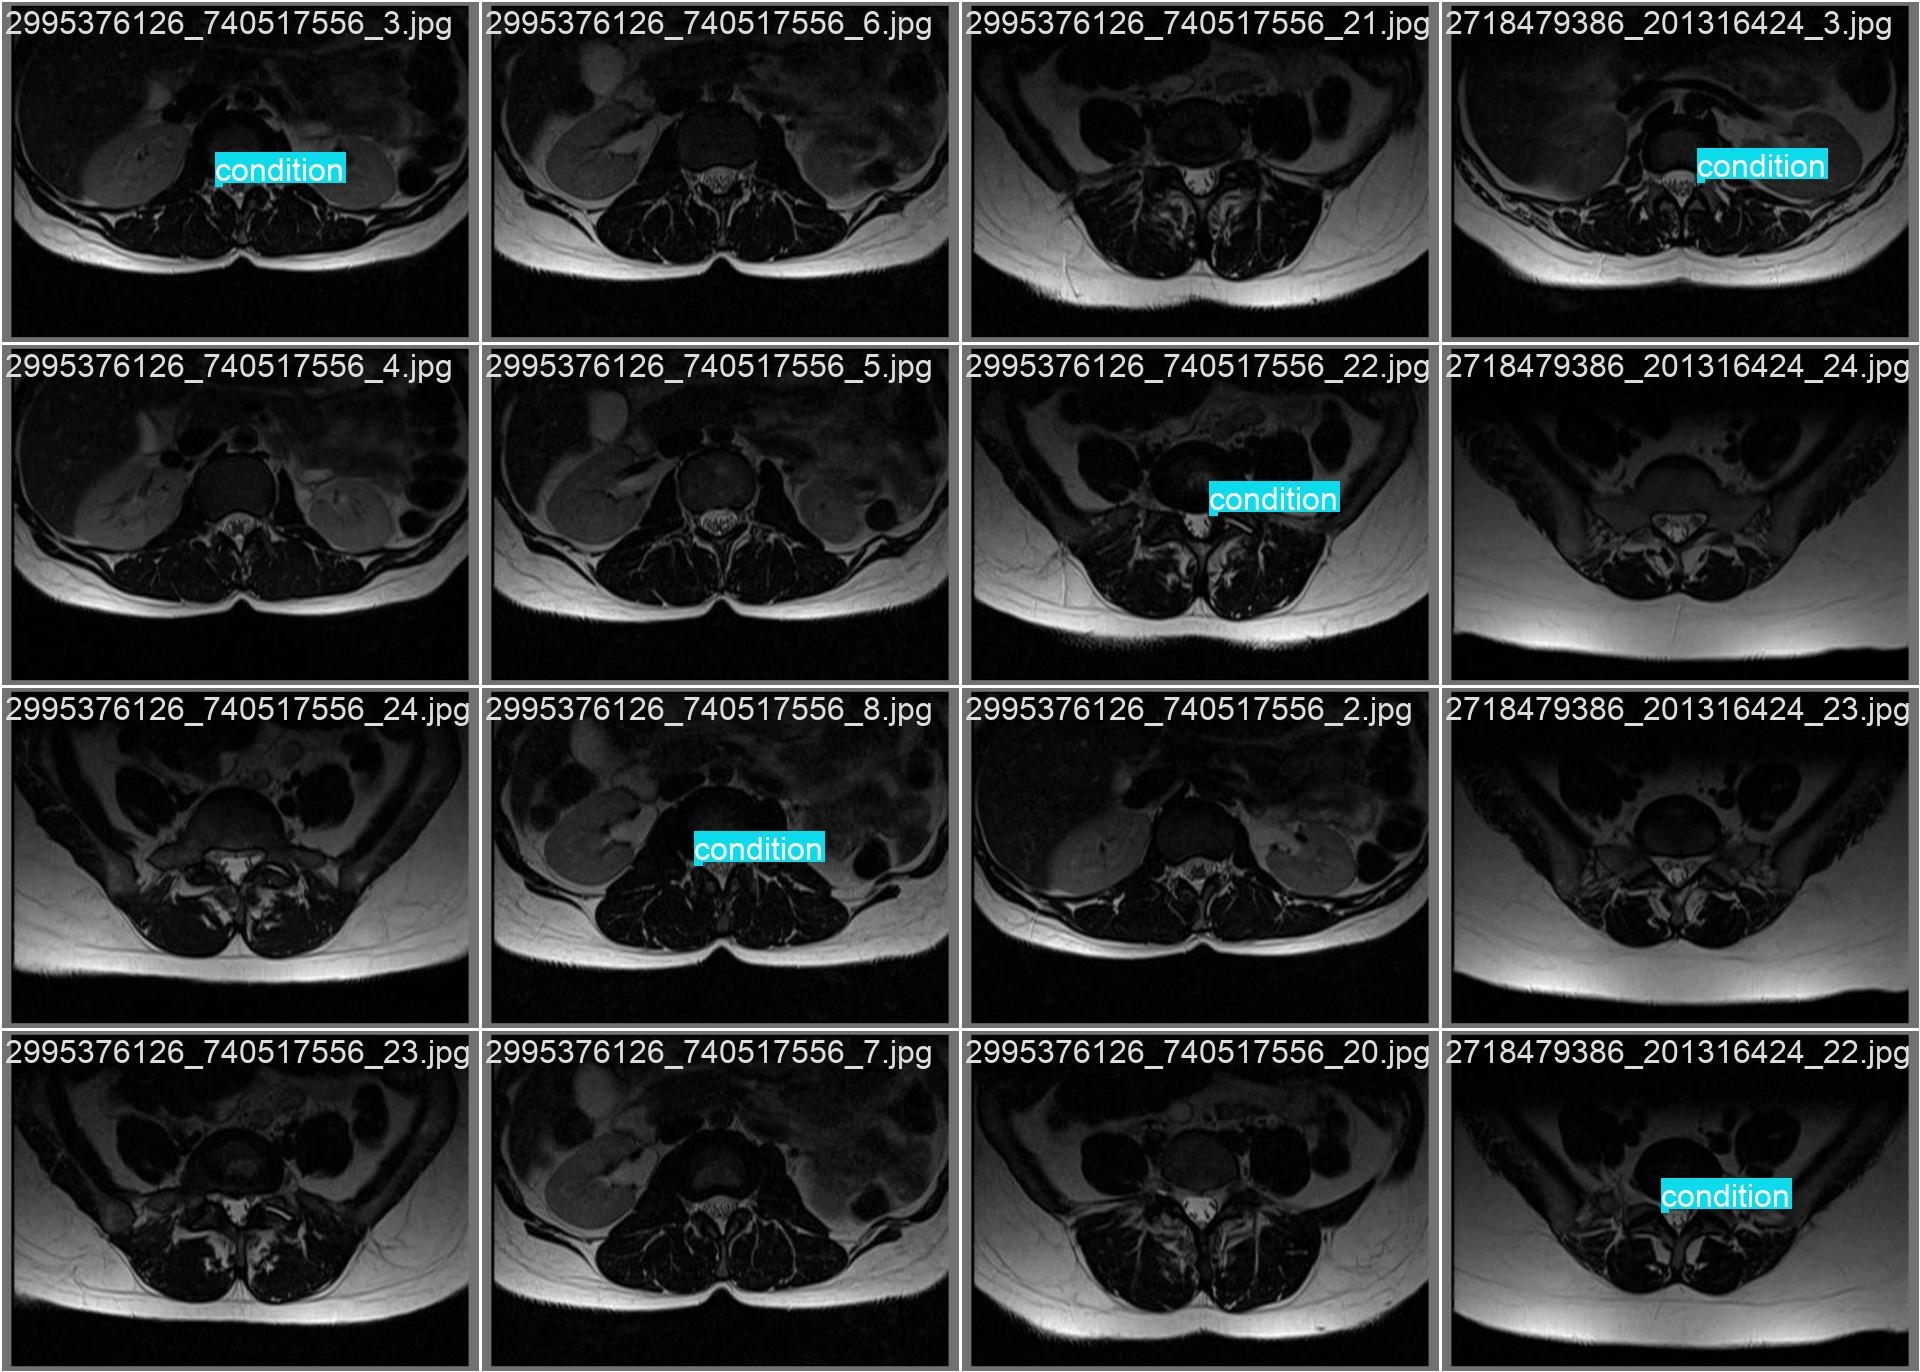 2995376126_740517556_3.jpg
2995376126_740517556_6.jpg
2995376126_740517556_21.jpg
2718479386_201316424_3.jpg
condition
condition
2995376126_740517556_4.jpg
2995376126_740517556_5.jpg
2995376126_740517556_22.jpg
2718479386_201316424_24.jpg
condition
2995376126_740517556_24.jpg
2995376126_740517556_8.jpg
2995376126_740517556_2.jpg
2718479386_201316424_23.jpg
condition
2995376126_740517556_23.jpg
2995376126_740517556_7.jpg
2995376126_740517556_20.jpg
2718479386_201316424_22.jpg
condition